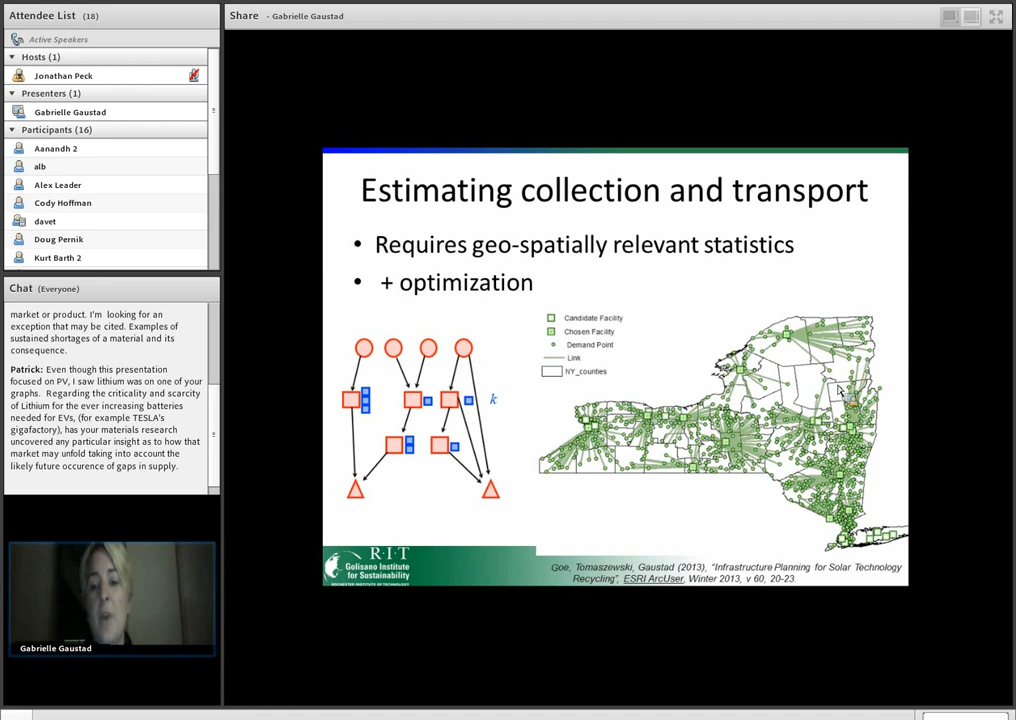 Attendee List (18)
Active Speakers
Hosts (1)
Jonathan Peck
Presenters (1)
Gabrielle Gaustad
Participants (16)
Aanandh 2
alb
Alex Leader
Cody Hoffman
davet
Doug Pernik
Kurt Barth 2
Chat (Everyone)
market or product. I'm looking for an
exception that may be cited. Examples of
sustained shortages of a material and its
consequence.
Patrick: Even though this presentation
focused on PV, I saw lithium was on one of your
graphs. Regarding the criticality and scarcity
of Lithium for the ever increasing batteries
needed for EVs, (for example TESLA's
gigafactory), has your materials research
uncovered any particular insight as to how that
market may unfold taking into account the
likely future occurence of gaps in supply.
Gabrielle Gaustad
Share - Gabrielle Gaustad
Estimating collection and transport
• Requires geo-spatially relevant statistics
• + optimization
k
Candidate Facility
Chosen Facility
Demand Point
Link
NY_counties
R·I·T
Golisano Institute
for Sustainability
ROCHESTER INSTITUTE OF TECHNOLOGY
Goe, Tomaszewski, Gaustad (2013), "Infrastructure Planning for Solar Technology
Recycling", ESRI ArcUser, Winter 2013, v 60, 20-23.